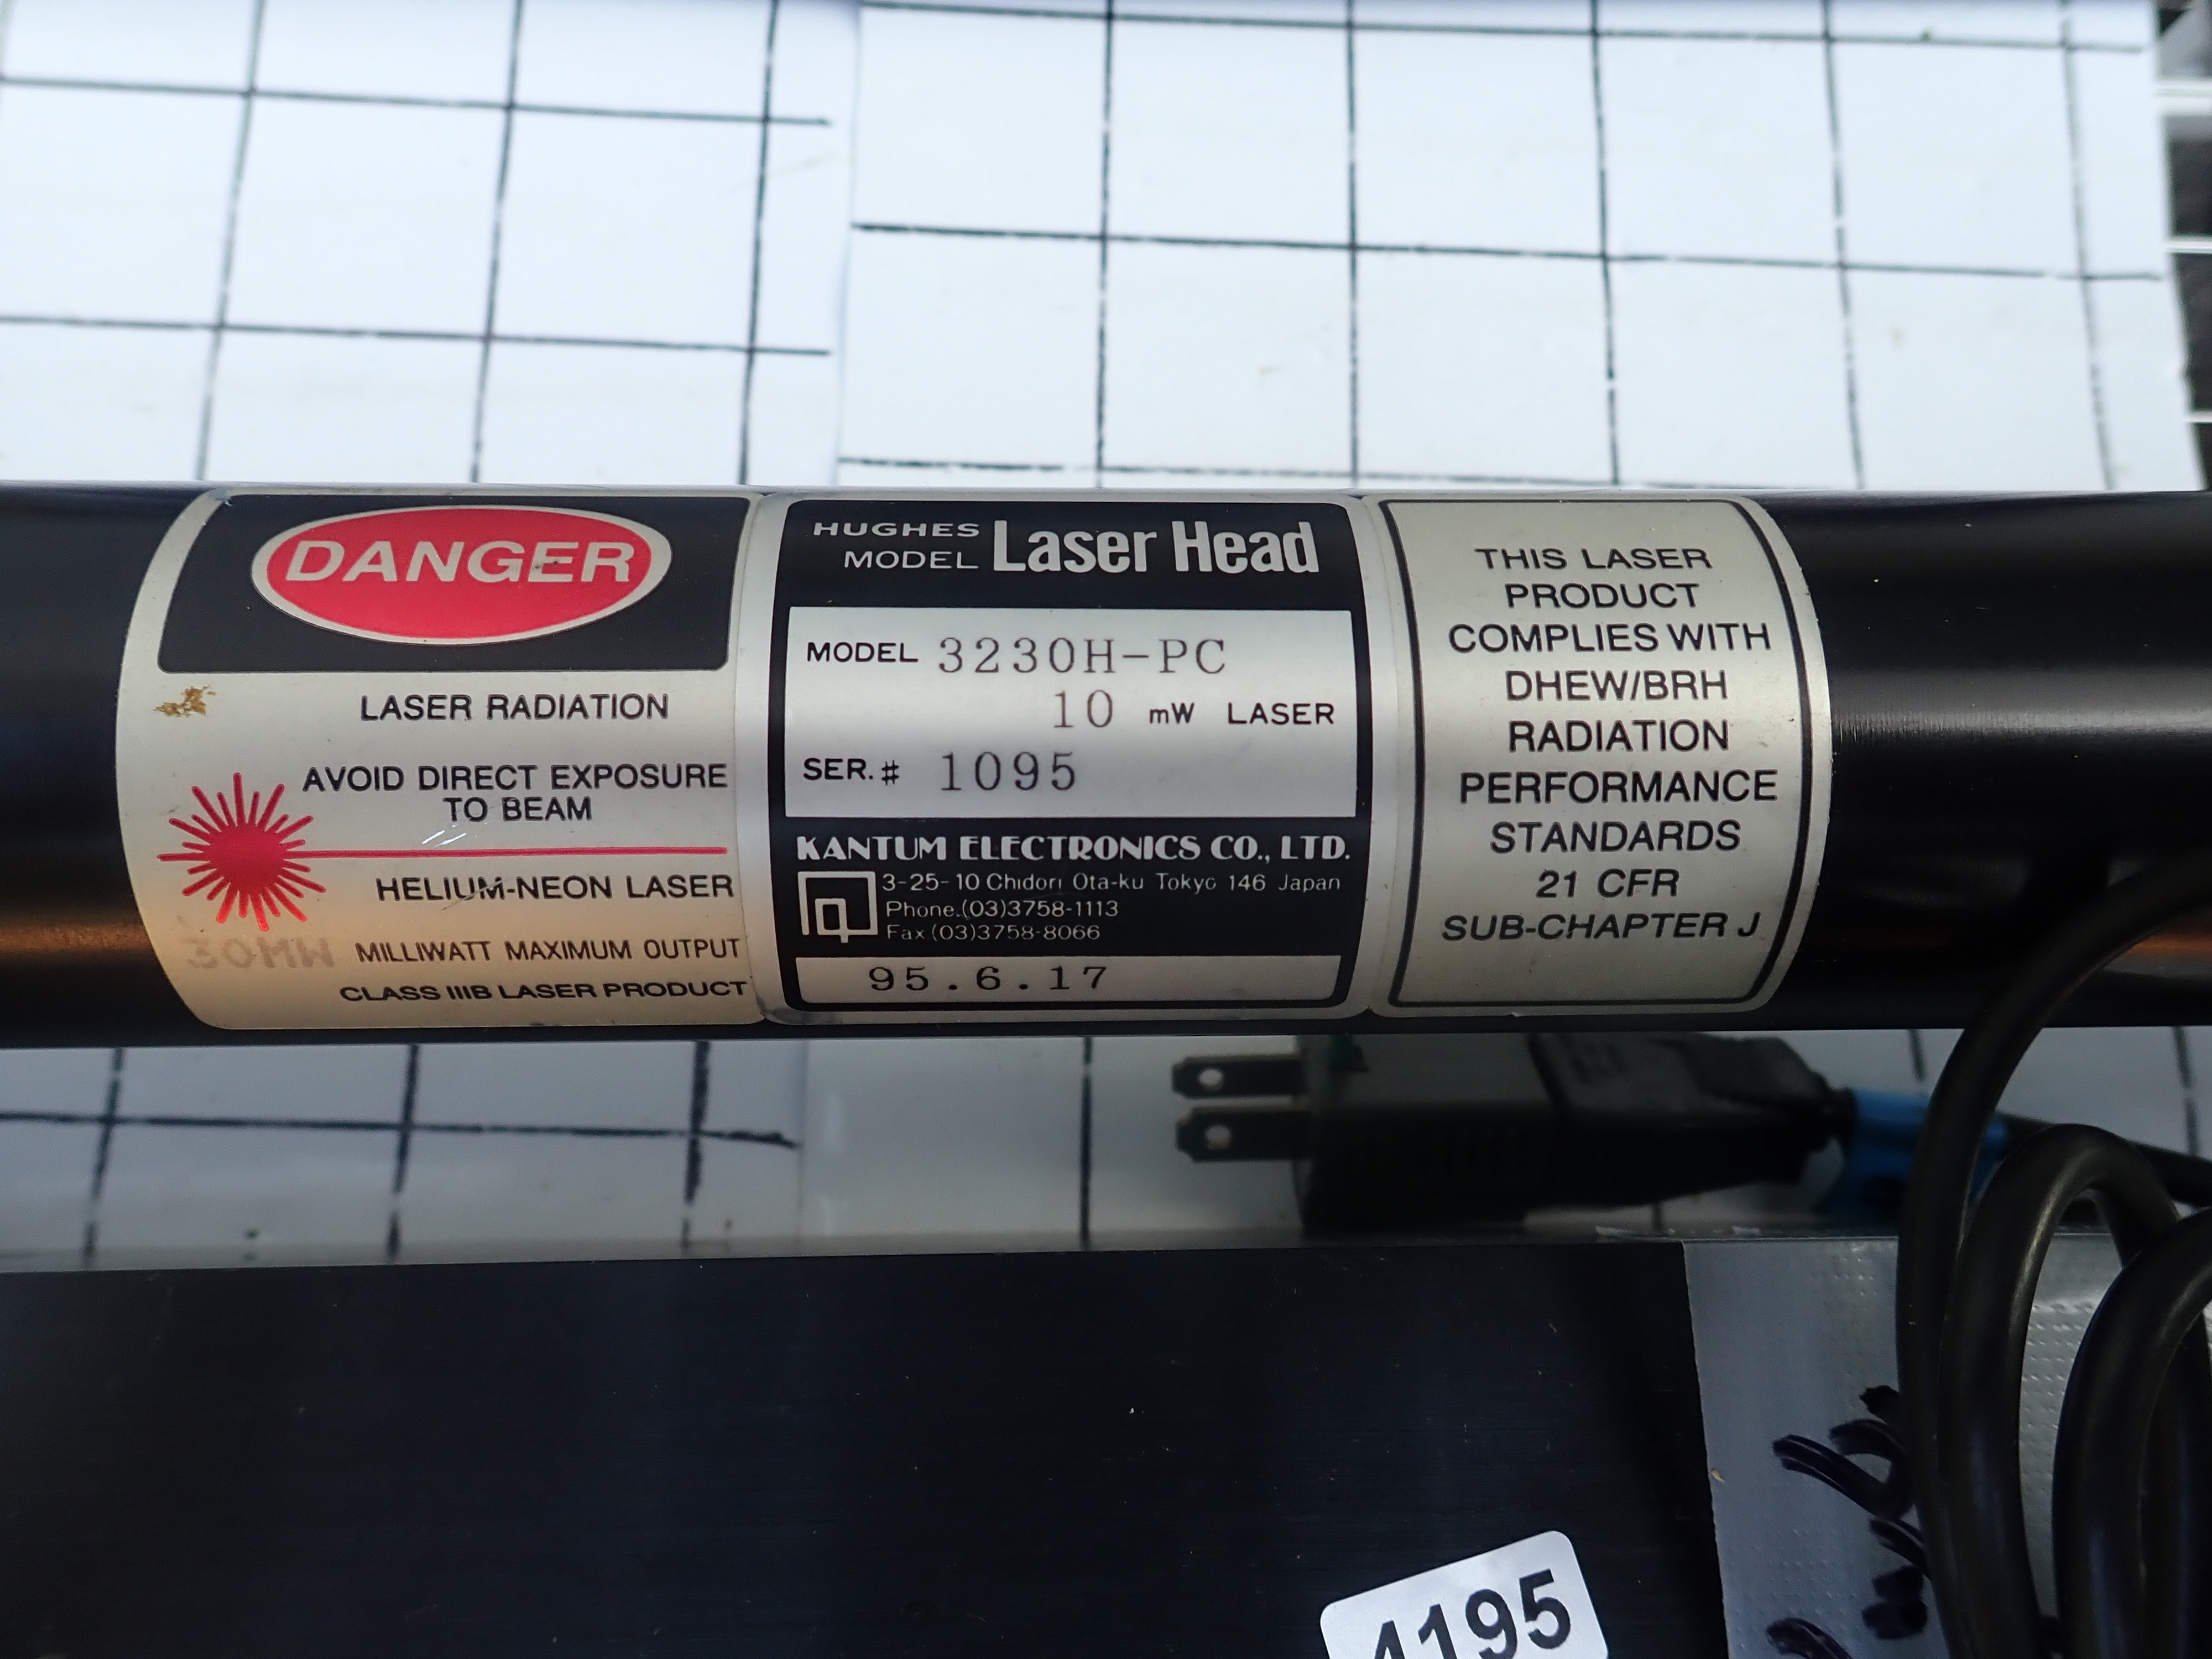 DANGER
LASER RADIATION
AVOID DIRECT EXPOSURE
TO BEAM
HELIUM-NEON LASER
30MW MILLIWATT MAXIMUM OUTPUT
CLASS IIIB LASER PRODUCT
HUGHES
MODEL Laser Head
MODEL 3230H-PC
10 mW LASER
SER.# 1095
KANTUM ELECTRONICS CO., LTD.
3-25-10 Chidori Ota-ku Tokyo 146 Japan
Phone.(03)3758-1113
Fax.(03)3758-8066
95.6.17
THIS LASER
PRODUCT
COMPLIES WITH
DHEW/BRH
RADIATION
PERFORMANCE
STANDARDS
21 CFR
SUB-CHAPTER J
4195